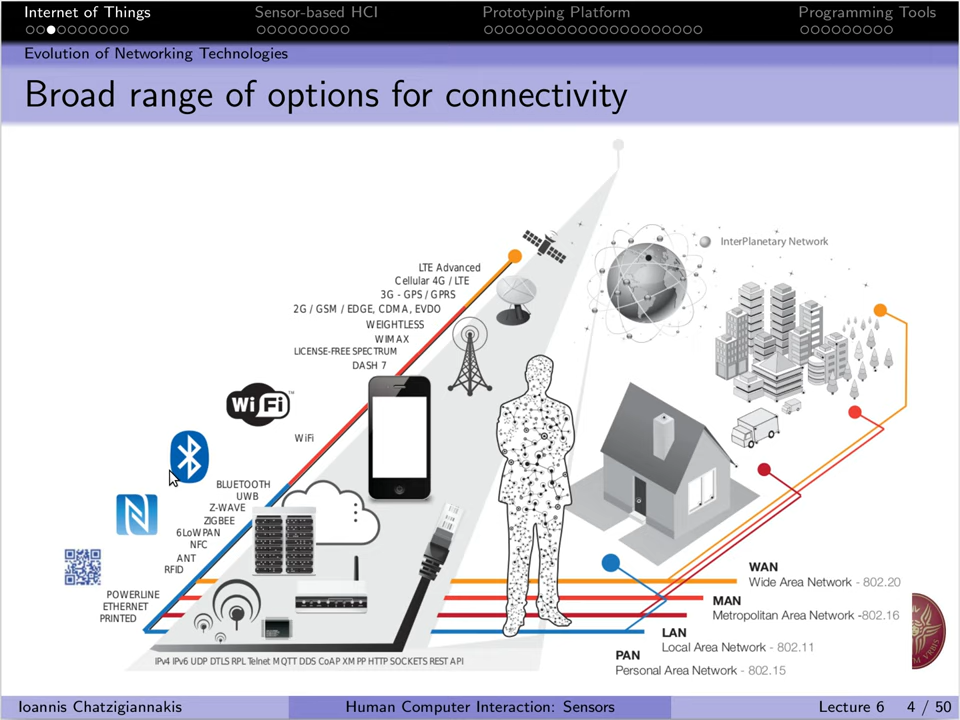 Internet of Things Sensor-based HCI Prototyping Platform Programming Tools
Evolution of Networking Technologies
Broad range of options for connectivity
InterPlanetary Network
LTE Advanced
Cellular 4G / LTE
3G - GPS / GPRS
2G / GSM / EDGE, CDMA, EVDO
WEIGHTLESS
WIMAX
LICENSE-FREE SPECTRUM
DASH 7
WiFi™
WiFi
BLUETOOTH
UWB
Z-WAVE
ZIGBEE
6LoWPAN
NFC
ANT
RFID
POWERLINE
ETHERNET
PRINTED
WAN
Wide Area Network - 802.20
MAN
Metropolitan Area Network -802.16
LAN
Local Area Network - 802.11
PAN
Personal Area Network - 802.15
IPv4 IPv6 UDP DTLS RPL Telnet MQTT DDS CoAP XMPP HTTP SOCKETS REST API
Ioannis Chatzigiannakis Human Computer Interaction: Sensors Lecture 6 4 / 50